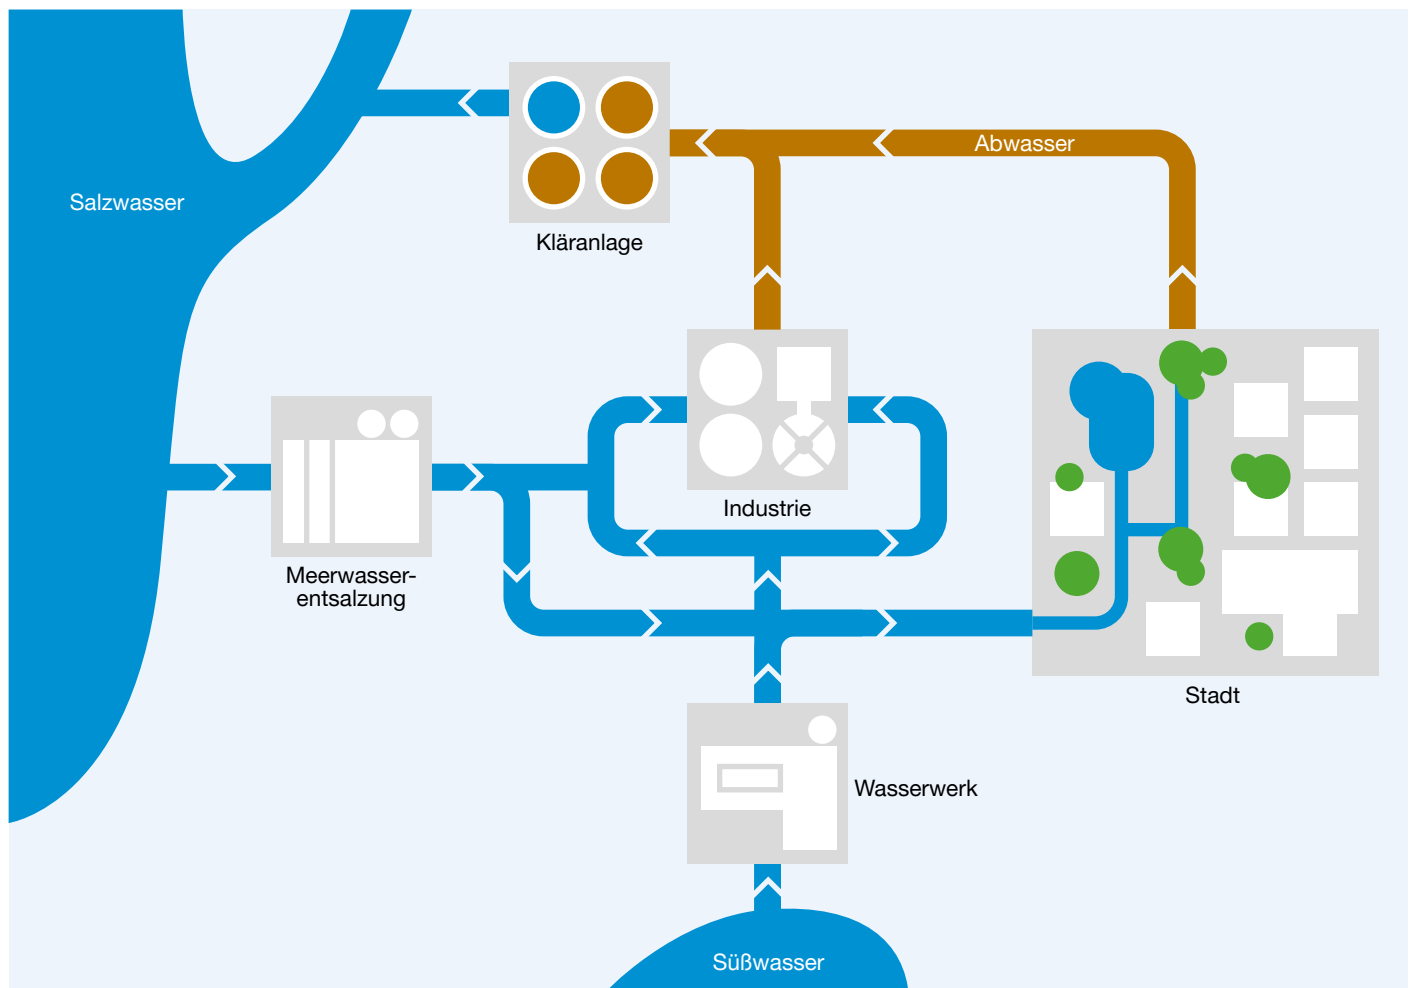 Abwasser
Salzwasser
Kläranlage
Industrie
Meerwasser-
entsalzung
Stadt
Wasserwerk
Süßwasser